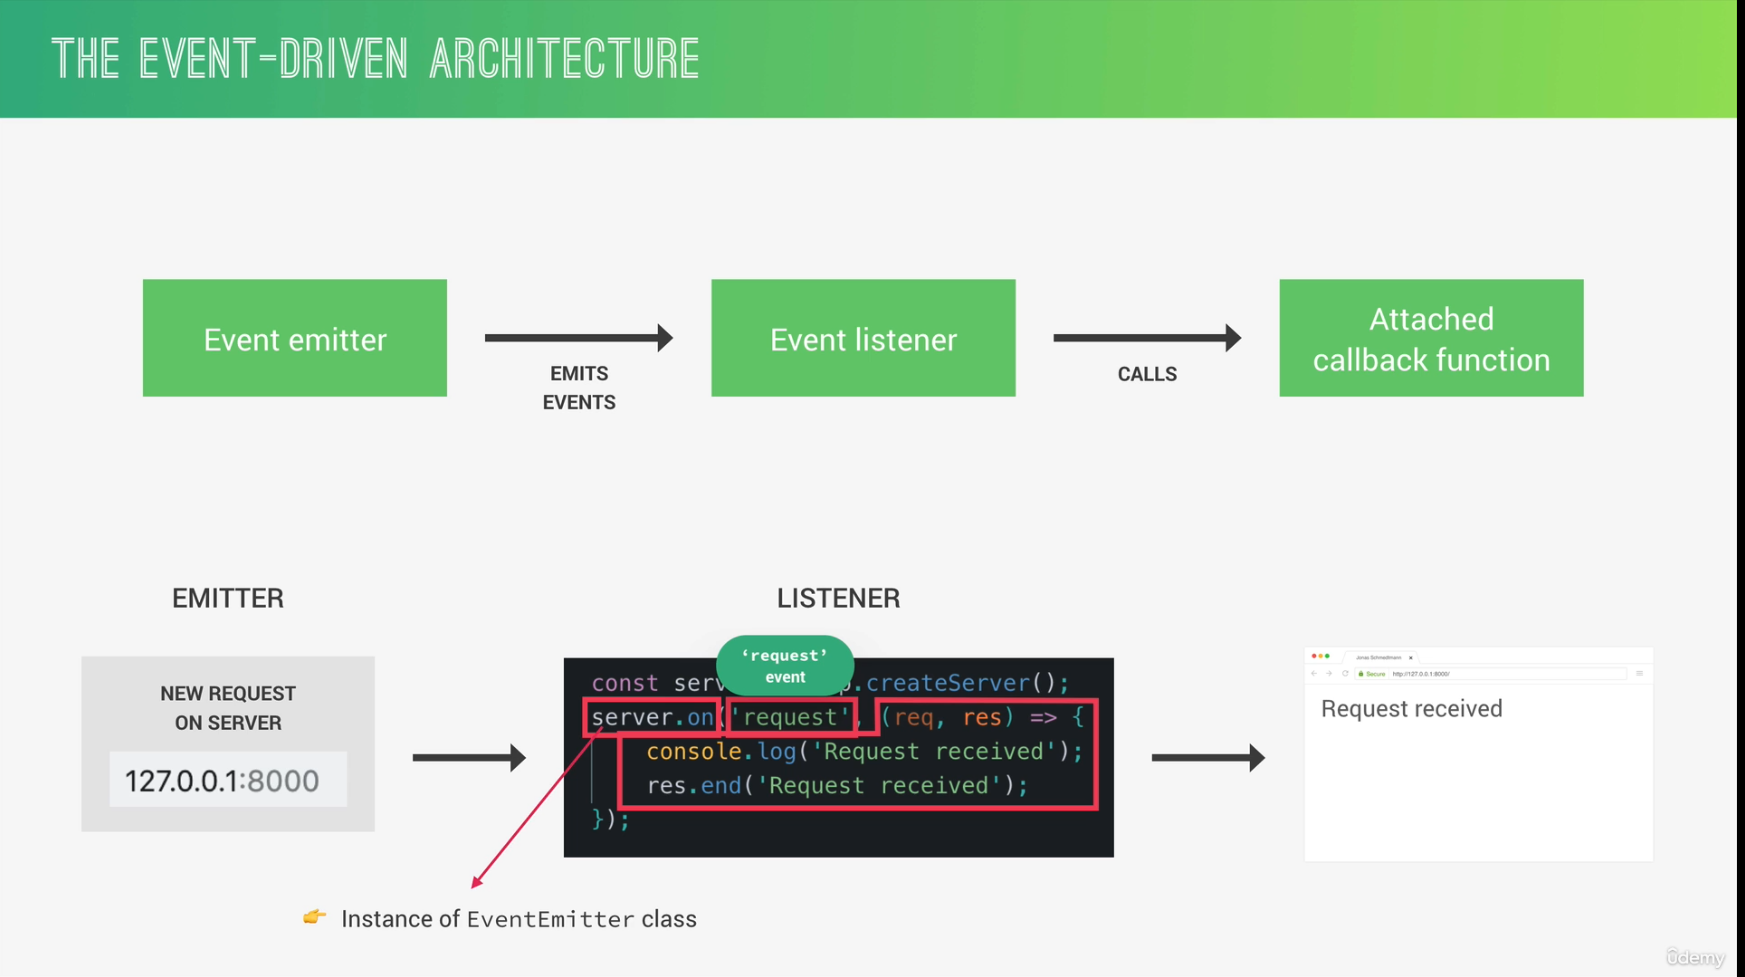 THE EVENT-DRIVEN ARCHITECTURE
Event emitter
EMITS
EVENTS
Event listener
CALLS
Attached
callback function
EMITTER
NEW REQUEST
ON SERVER
127.0.0.1:8000
LISTENER
‘request’
event
const serv p.createServer();
server.on('request', (req, res) => {
console.log('Request received');
res.end('Request received');
});
👉 Instance of EventEmitter class
Jonas Schmedtmann ×
Secure http://127.0.0.1:8000/
Request received
ûdemy